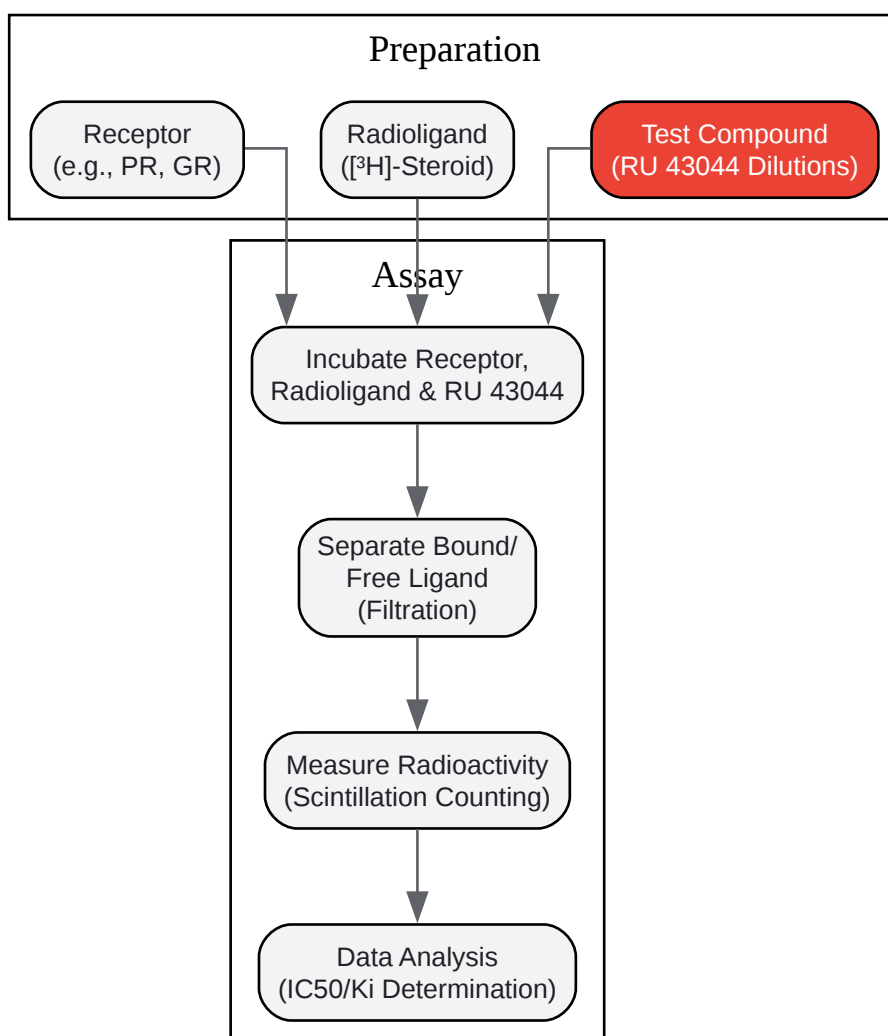 Preparation
Receptor
(e.g., PR, GR)
Radioligand
([³H]-Steroid)
Test Compound
(RU 43044 Dilutions)
Assay
Incubate Receptor,
Radioligand & RU 43044
Separate Bound/
Free Ligand
(Filtration)
Measure Radioactivity
(Scintillation Counting)
Data Analysis
(IC50/Ki Determination)